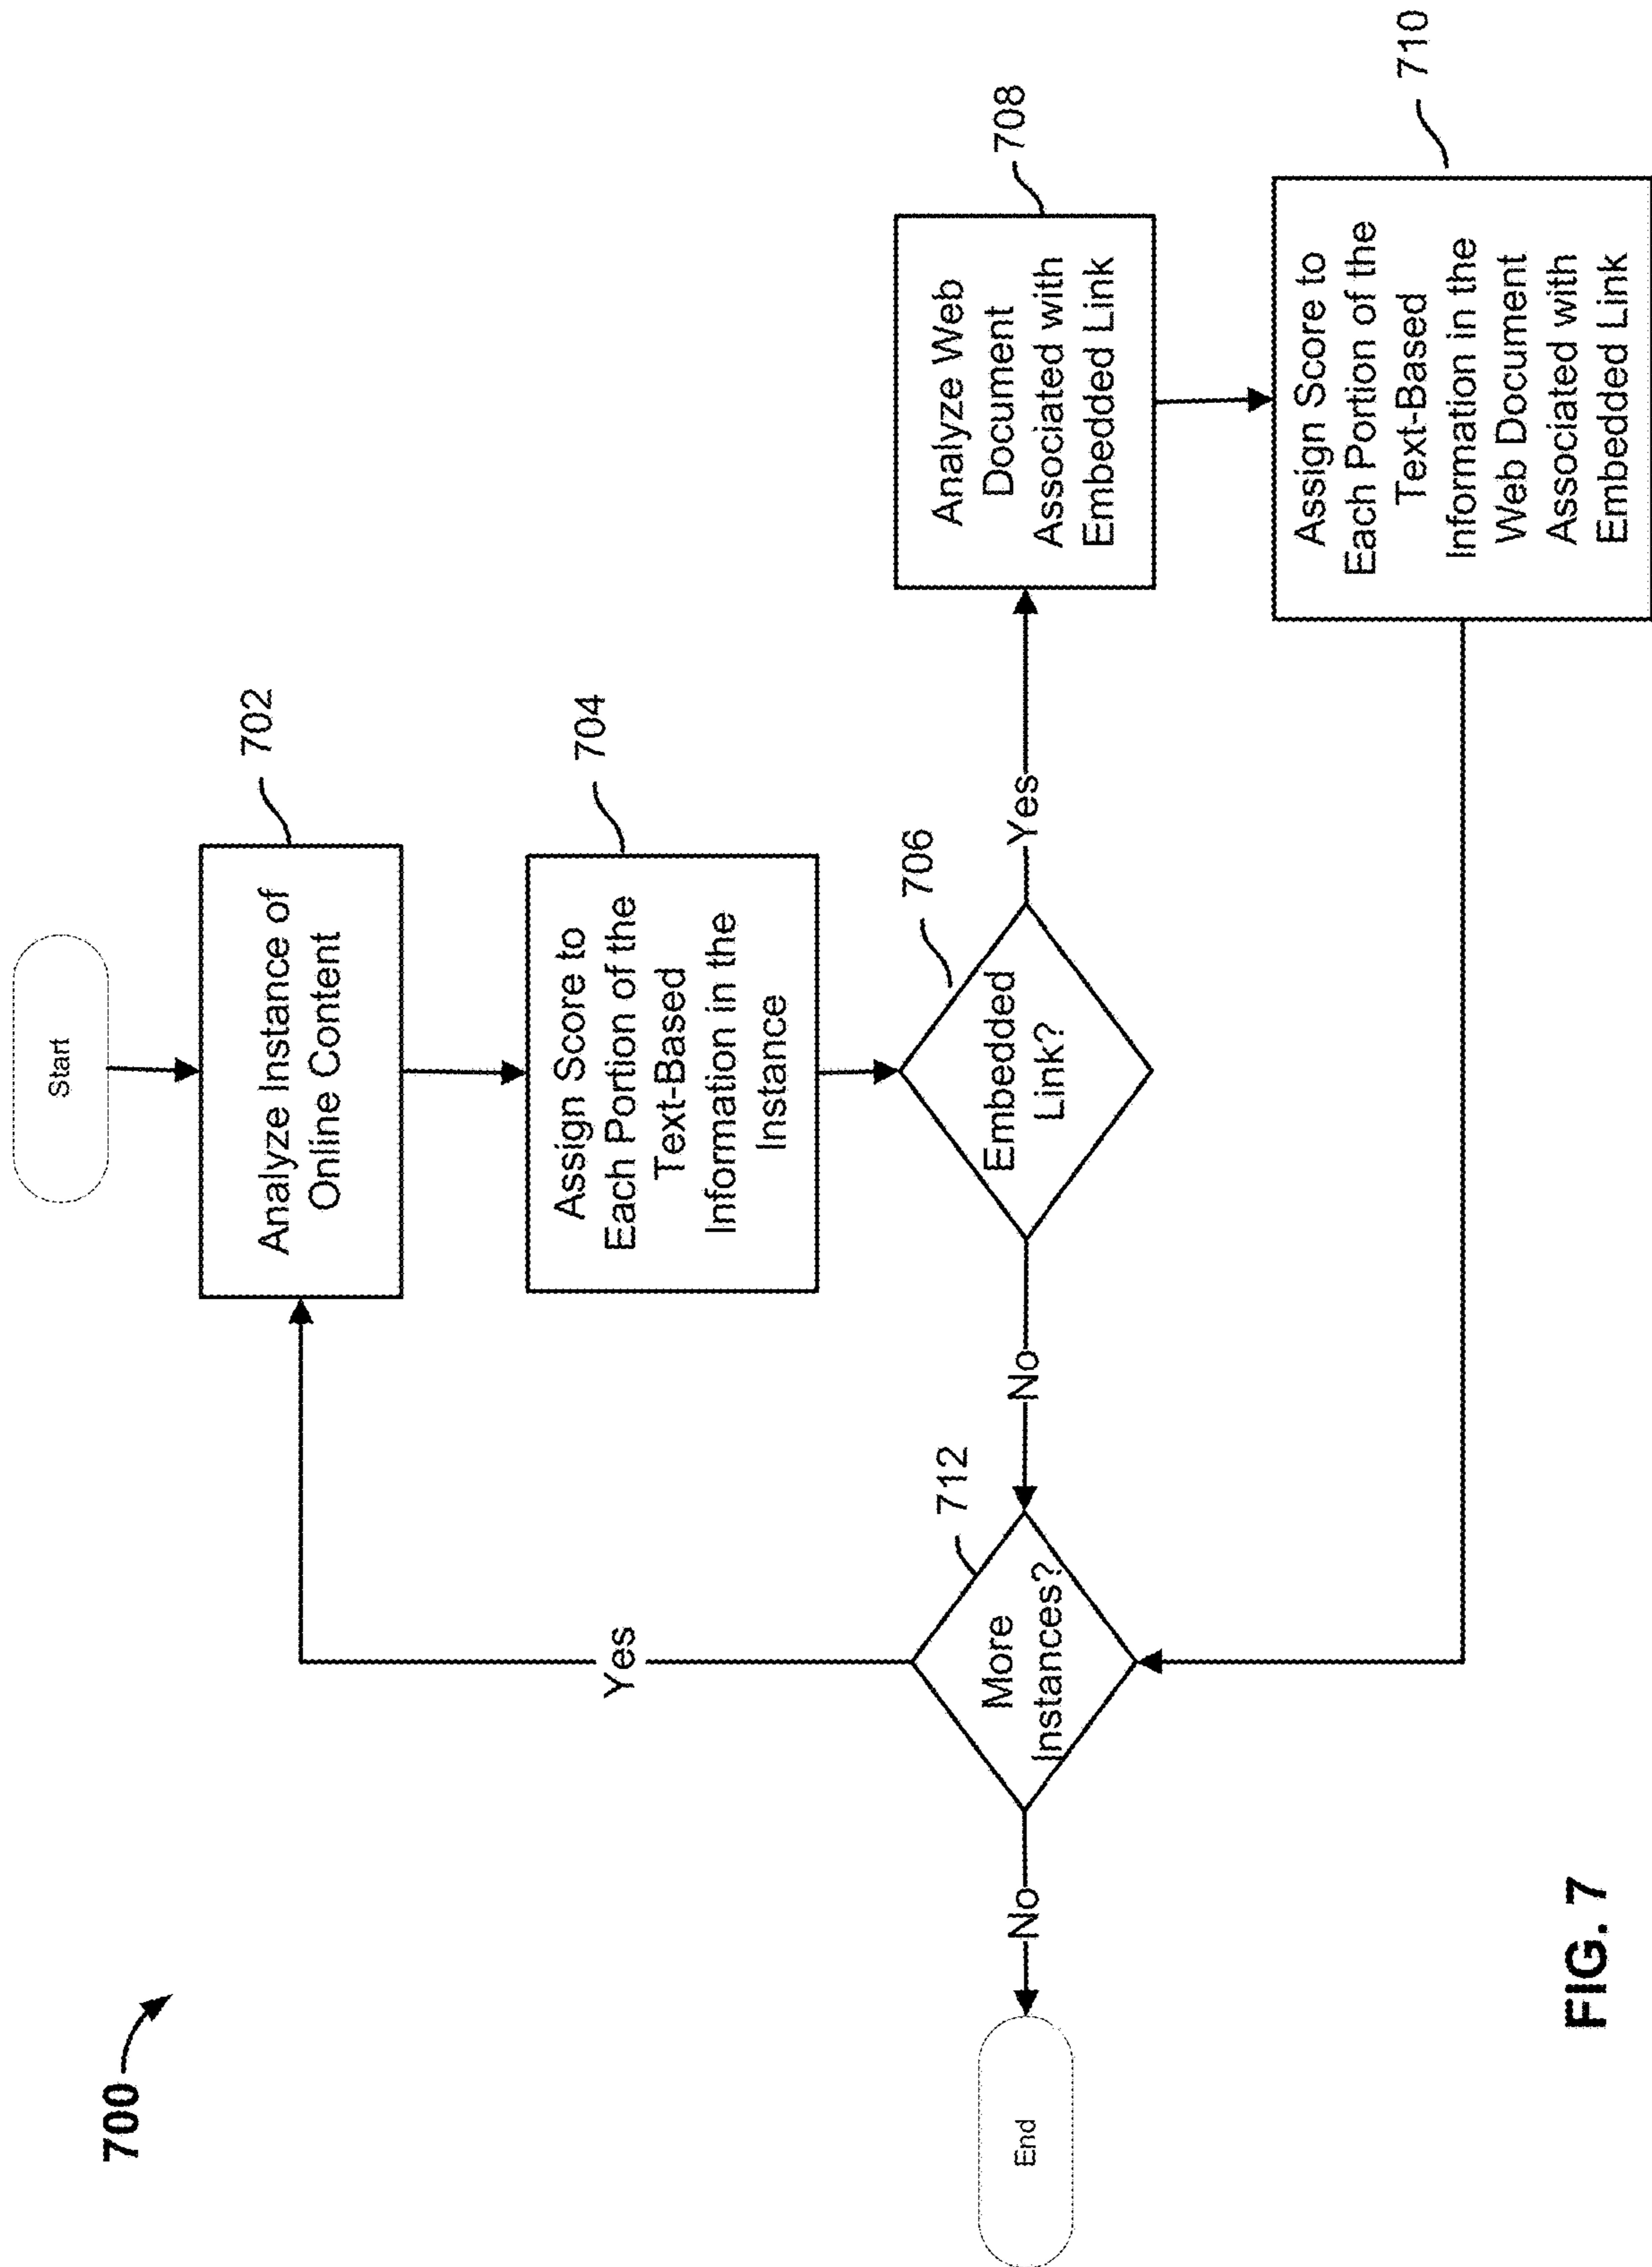 700
Start
702
Analyze Instance of
Online Content
704
Assign Score to
Each Portion of the
Text-Based
Information in the
Instance
706
Embedded
Link?
Yes
708
Analyze Web
Document
Associated with
Embedded Link
710
Assign Score to
Each Portion of the
Text-Based
Information in the
Web Document
Associated with
Embedded Link
No
712
More
Instances?
Yes
No
End
FIG. 7